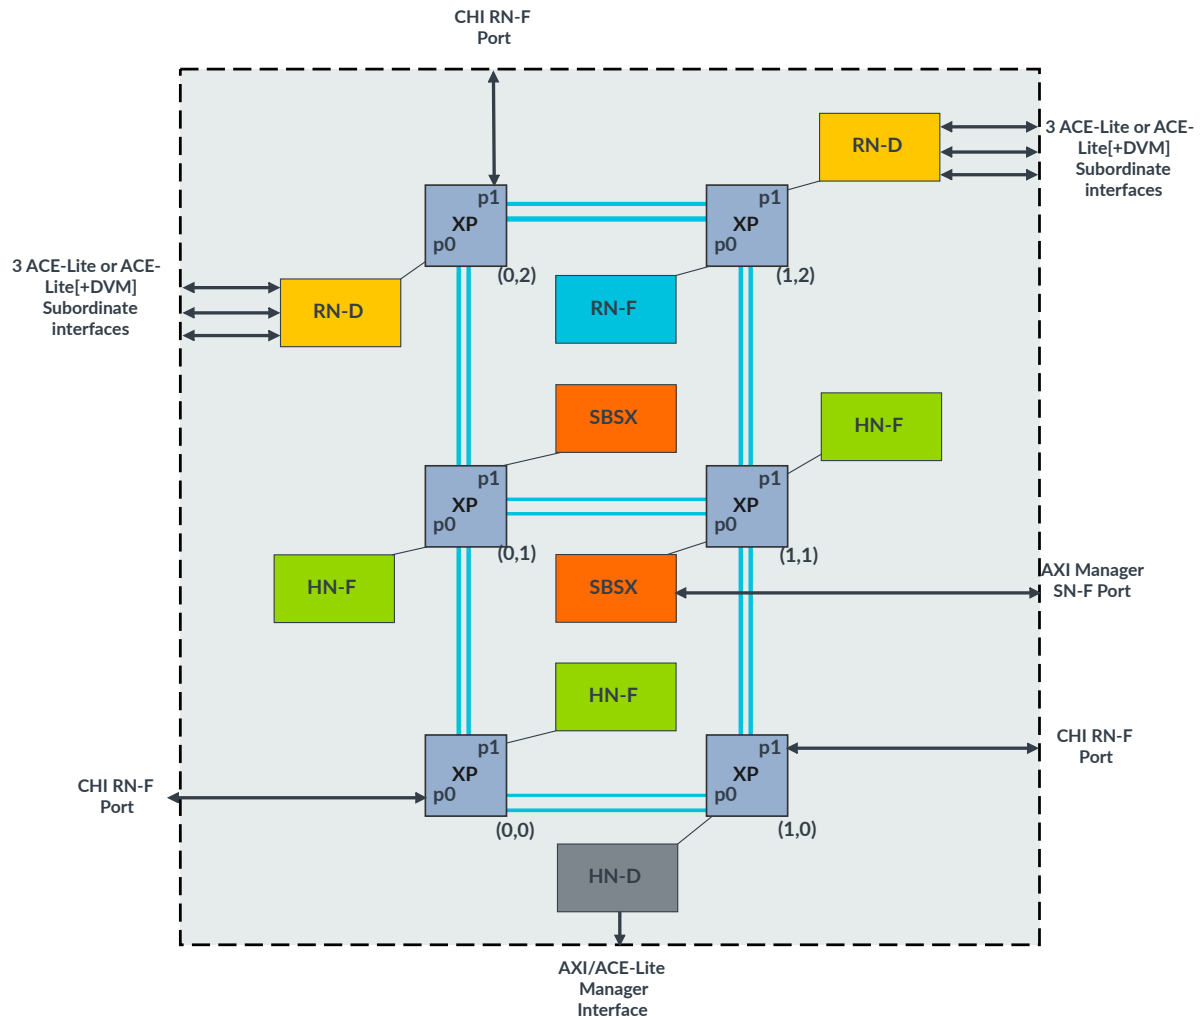 CHI RN-F
Port
3 ACE-Lite or ACE-
Lite[+DVM]
Subordinate
interfaces
RN-D
p1
XP
p0
(0,2)
p1
XP
p0
(1,2)
3 ACE-Lite or ACE-
Lite[+DVM]
Subordinate
interfaces
RN-D
RN-F
SBSX
HN-F
p1
XP
p0
(0,1)
p1
XP
p0
(1,1)
HN-F
SBSX
AXI Manager
SN-F Port
HN-F
p1
XP
p0
(0,0)
p1
XP
p0
(1,0)
CHI RN-F
Port
CHI RN-F
Port
HN-D
AXI/ACE-Lite
Manager
Interface